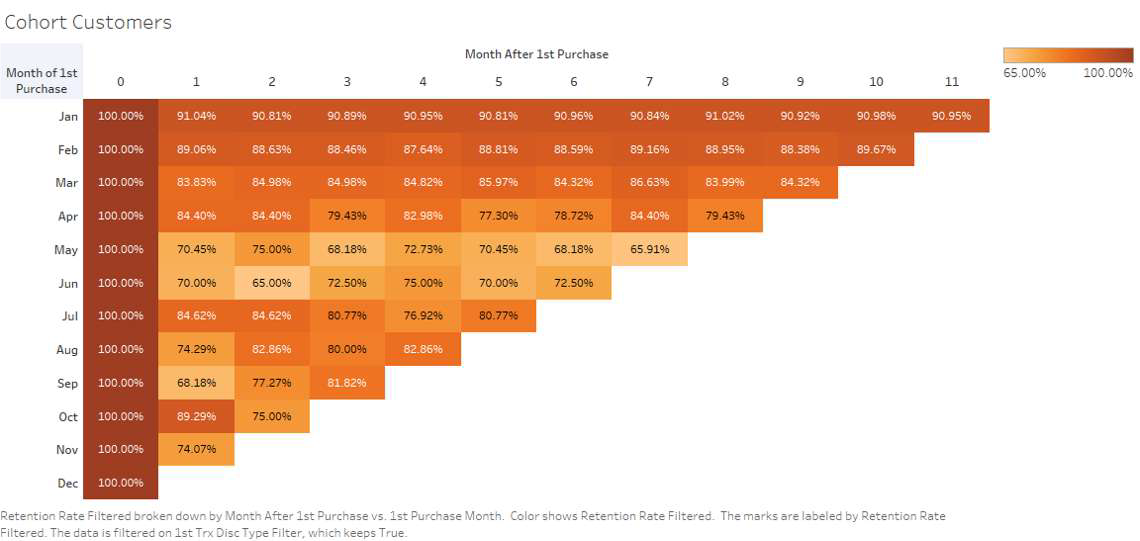 Cohort Customers
Month After 1st Purchase
65.00% 100.00%
Month of 1st
Purchase
0 1 2 3 4 5 6 7 8 9 10 11
Jan 100.00% 91.04% 90.81% 90.89% 90.95% 90.81% 90.96% 90.84% 91.02% 90.92% 90.98% 90.95%
Feb 100.00% 89.06% 88.63% 88.46% 87.64% 88.81% 88.59% 89.16% 88.95% 88.38% 89.67%
Mar 100.00% 83.83% 84.98% 84.98% 84.82% 85.97% 84.32% 86.63% 83.99% 84.32%
Apr 100.00% 84.40% 84.40% 79.43% 82.98% 77.30% 78.72% 84.40% 79.43%
May 100.00% 70.45% 75.00% 68.18% 72.73% 70.45% 68.18% 65.91%
Jun 100.00% 70.00% 65.00% 72.50% 75.00% 70.00% 72.50%
Jul 100.00% 84.62% 84.62% 80.77% 76.92% 80.77%
Aug 100.00% 74.29% 82.86% 80.00% 82.86%
Sep 100.00% 68.18% 77.27% 81.82%
Oct 100.00% 89.29% 75.00%
Nov 100.00% 74.07%
Dec 100.00%
Retention Rate Filtered broken down by Month After 1st Purchase vs. 1st Purchase Month. Color shows Retention Rate Filtered. The marks are labeled by Retention Rate
Filtered. The data is filtered on 1st Trx Disc Type Filter, which keeps True.